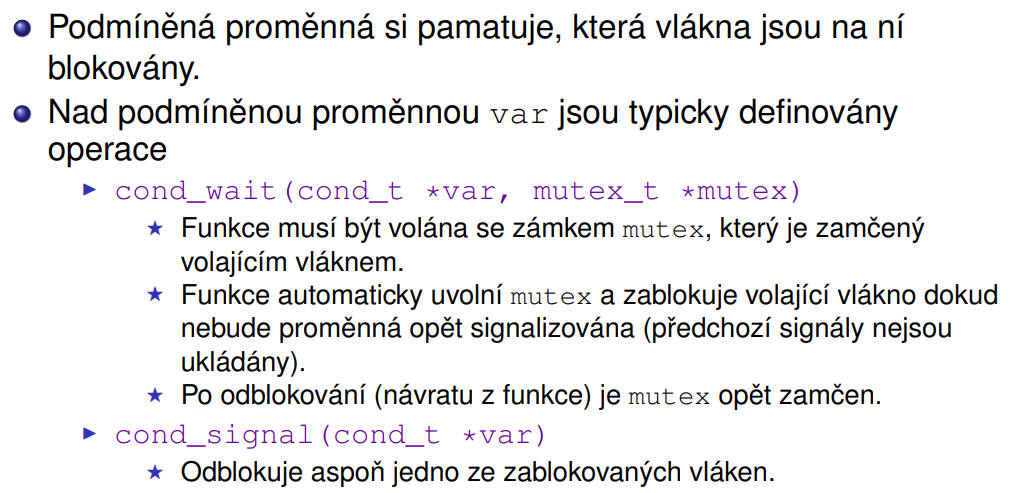 Podmíněná proměnná si pamatuje, která vlákna jsou na ní
blokovány.
Nad podmíněnou proměnnou var jsou typicky definovány
operace
cond_wait(cond_t *var, mutex_t *mutex)
Funkce musí být volána se zámkem mutex, který je zamčený
volajícím vláknem.
Funkce automaticky uvolní mutex a zablokuje volající vlákno dokud
nebude proměnná opět signalizována (předchozí signály nejsou
ukládány).
Po odblokování (návratu z funkce) je mutex opět zamčen.
cond_signal(cond_t *var)
Odblokuje aspoň jedno ze zablokovaných vláken.